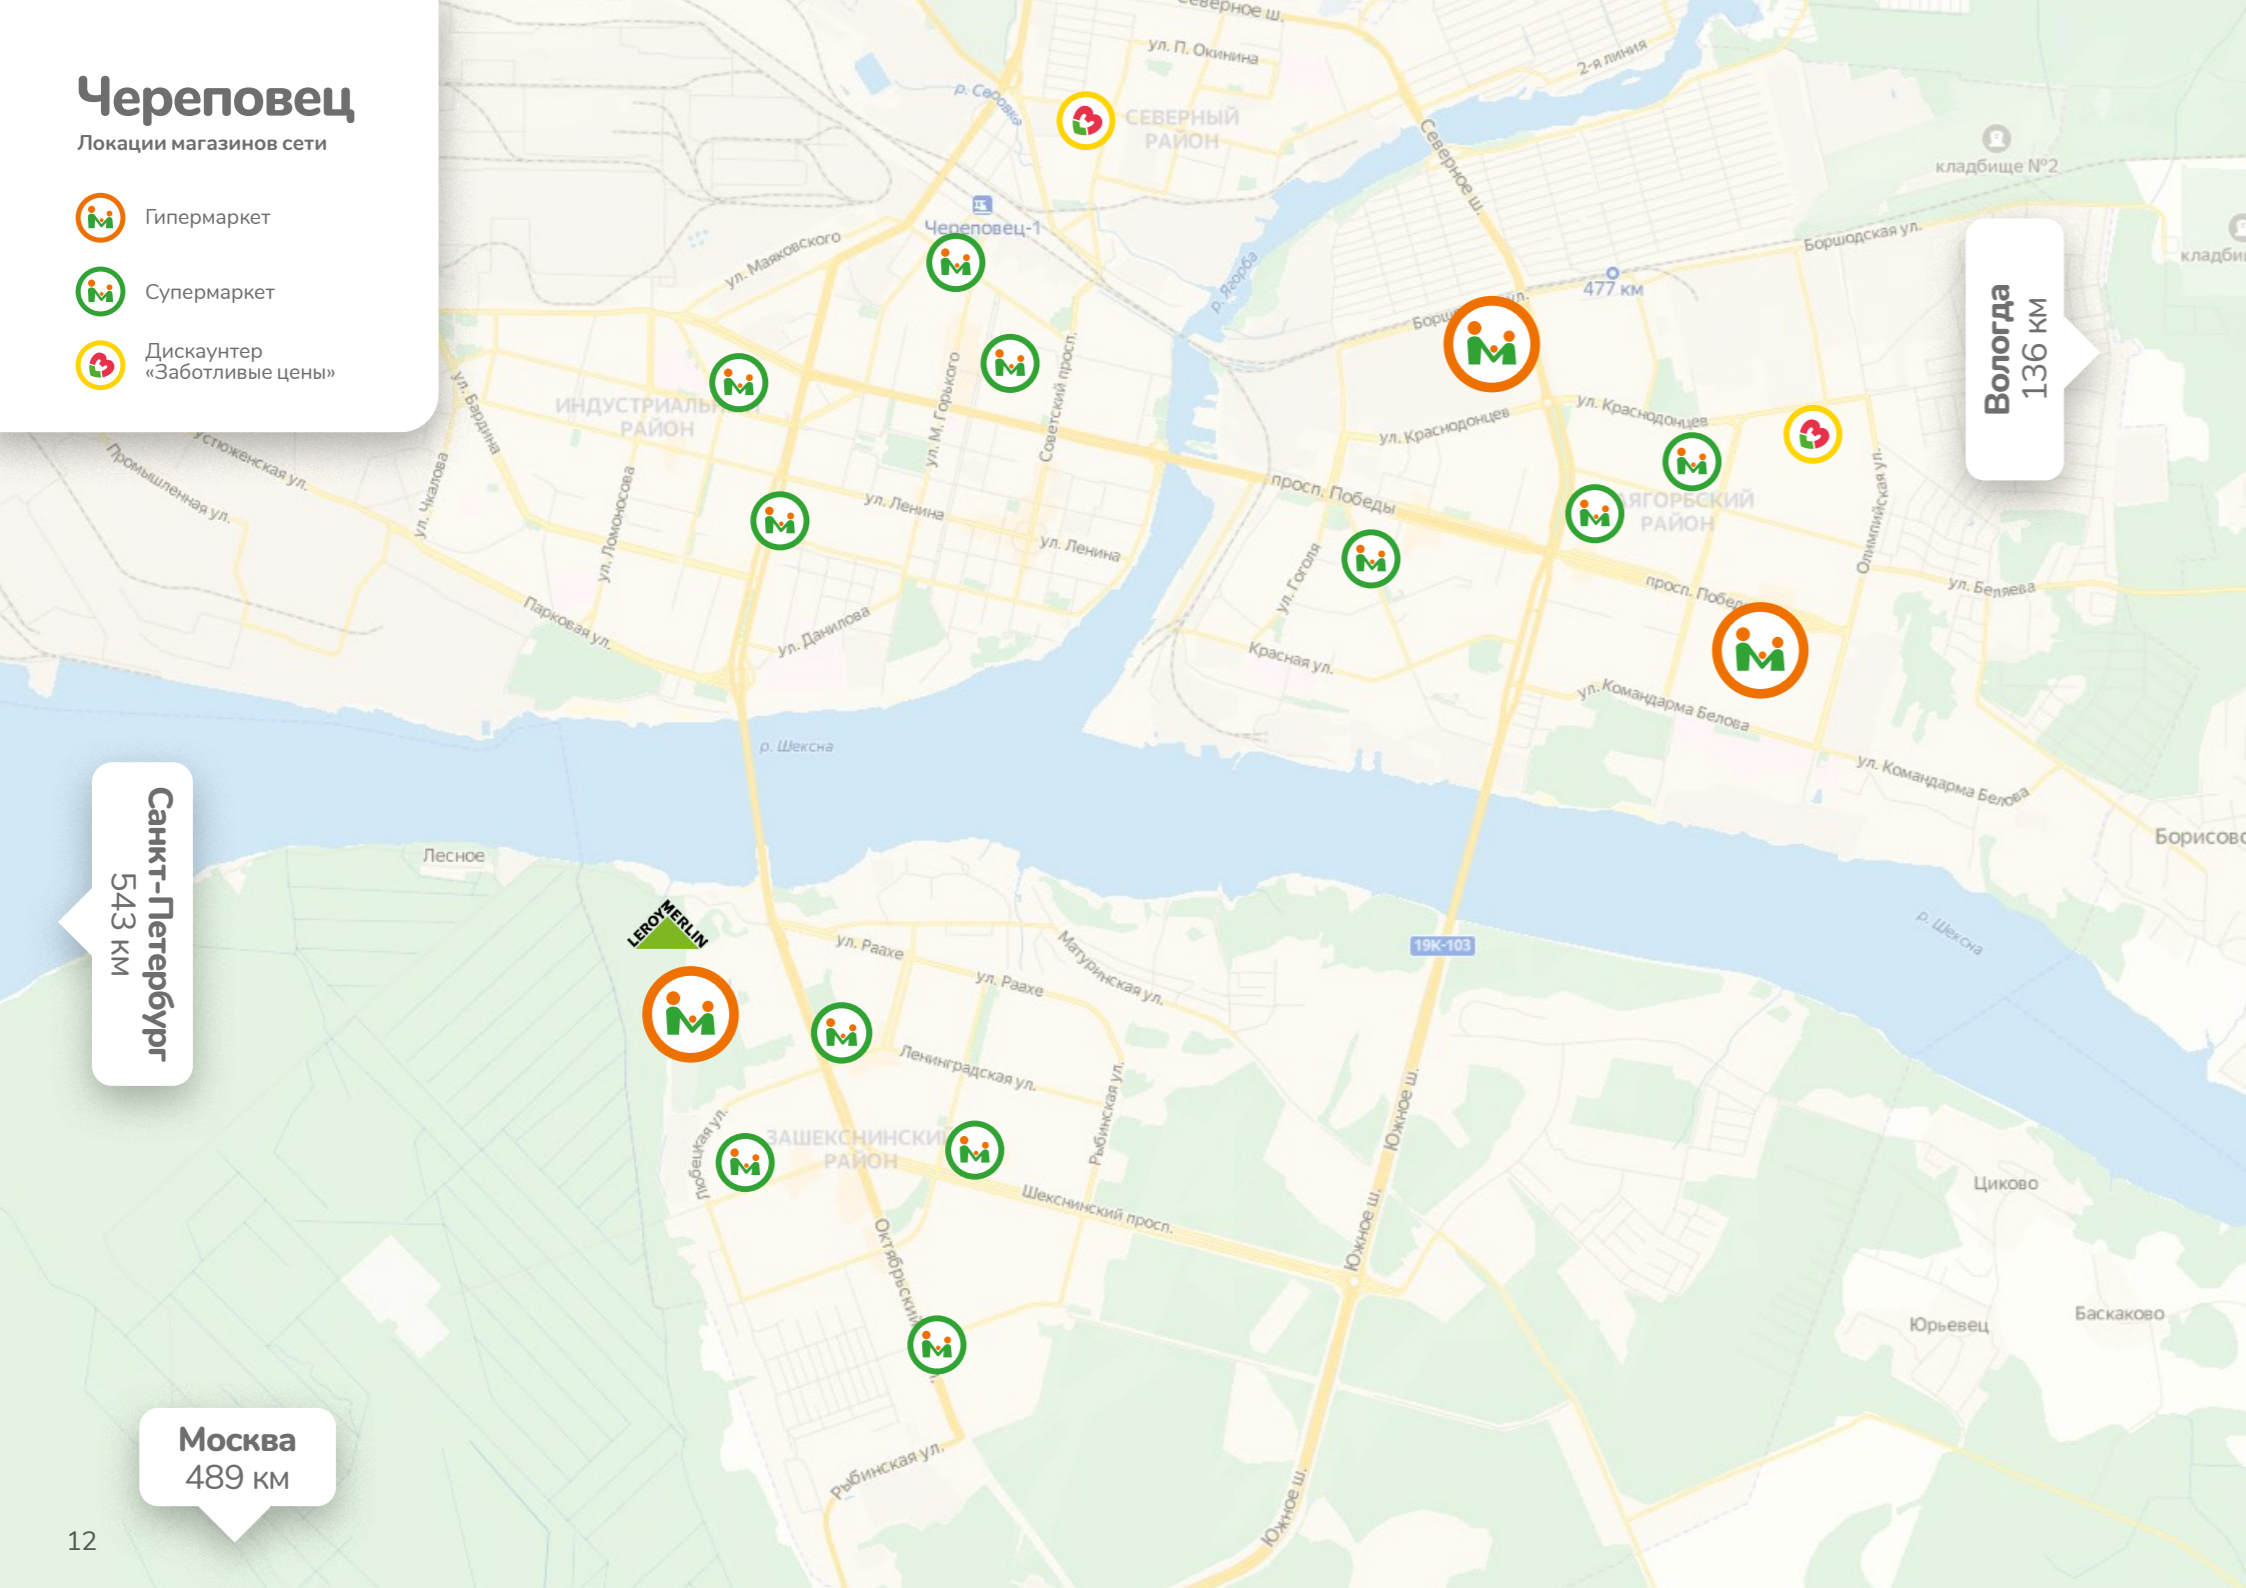 Череповец
Локации магазинов сети
Гипермаркет
Супермаркет
Дискаунтер
«Заботливые цены»
Северное ш.
ул. П. Окинина
2-я линия
р. Серовка
СЕВЕРНЫЙ
РАЙОН
Северное ш.
кладбище №2
Череповец-1
ул. Маяковского
р. Ягорба
Боршодская ул.
477 км
Вологда
136 км
ул. Бардина
ИНДУСТРИАЛЬ
РАЙОН
ул. М. Горького
Советский просп.
ул. Краснодонцев
ул. Краснодонцев
Устюженская ул.
Промышленная ул.
ул. Чкалова
ул. Ломоносова
ул. Ленина
ул. Ленина
просп. Победы
ЯГОРБСКИЙ
РАЙОН
Олимпийская ул.
ул. Гоголя
просп. Побед
ул. Беляева
Парковая ул.
ул. Данилова
Красная ул.
ул. Командарма Белова
р. Шексна
ул. Командарма Белова
Борисово
Санкт-Петербург
543 км
Лесное
LEROY MERLIN
ул. Раахе
ул. Раахе
Матуринская ул.
19К-103
р. Шексна
Ленинградская ул.
Рыбинская ул.
Южное ш.
Любецкая ул.
ЗАШЕКСНИНСКИ
РАЙОН
Шекснинский просп.
Южное ш.
Циково
Октябрьский
Юрьевец
Баскаково
Москва
489 км
Рыбинская ул.
Южное ш.
12